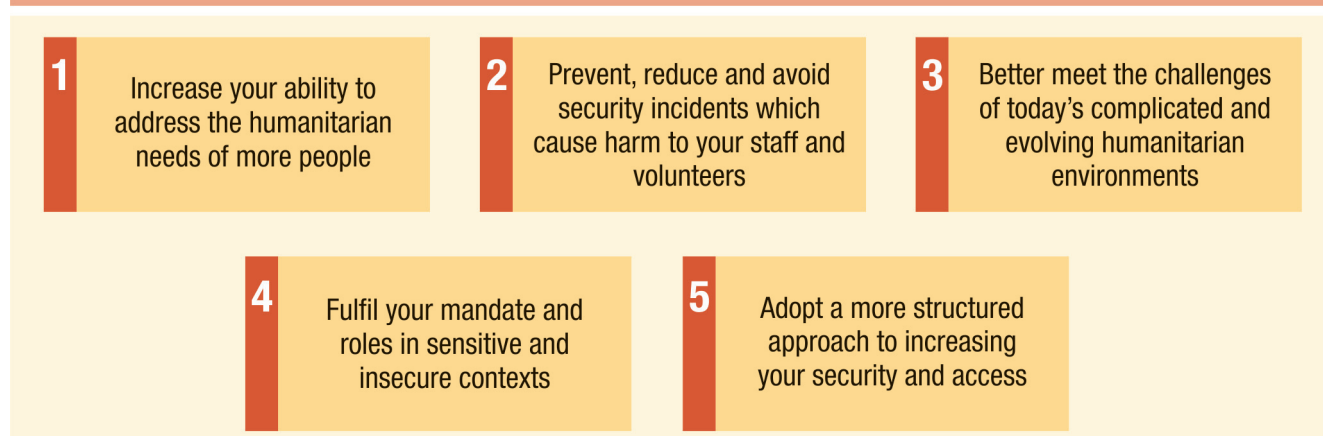 1
Increase your ability to
address the humanitarian
needs of more people
2
Prevent, reduce and avoid
security incidents which
cause harm to your staff and
volunteers
3
Better meet the challenges
of today’s complicated and
evolving humanitarian
environments
4
Fulfil your mandate and
roles in sensitive and
insecure contexts
5
Adopt a more structured
approach to increasing
your security and access